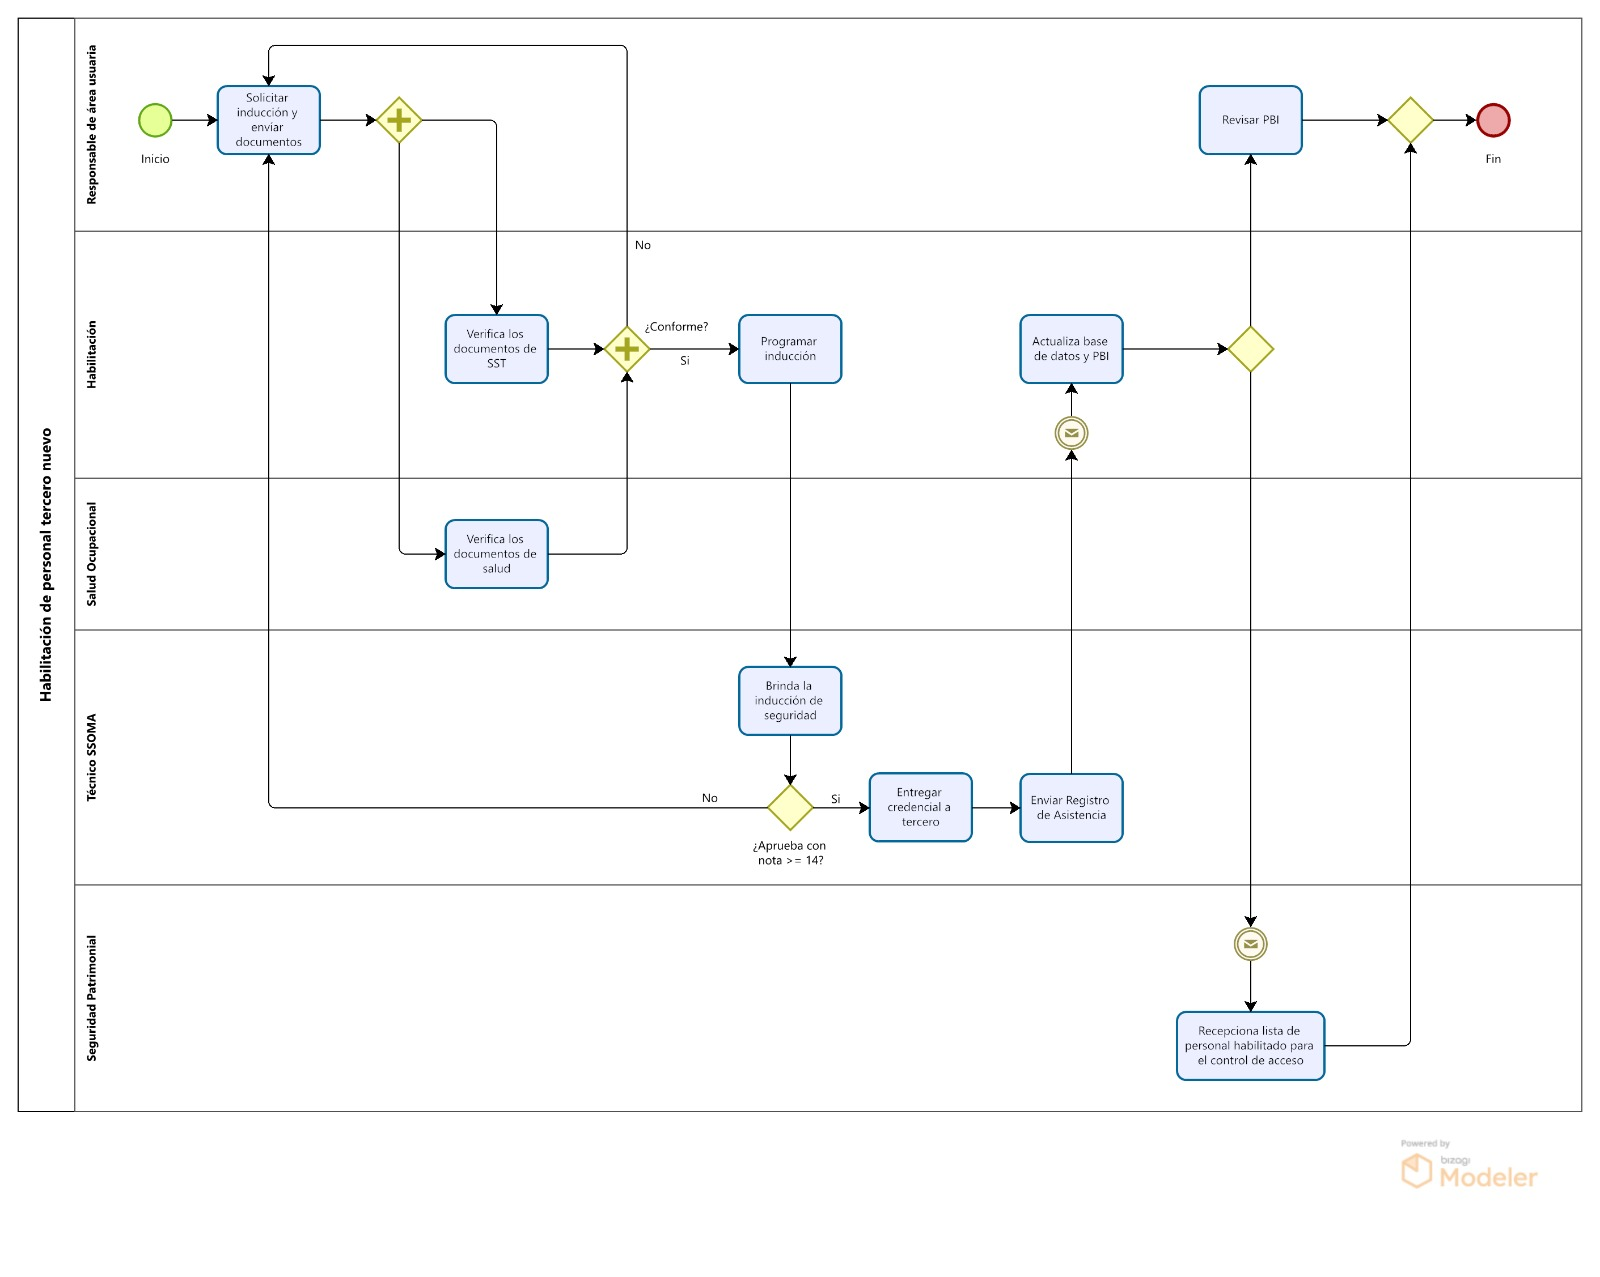 Habilitación de personal tercero nuevo
Responsable de área usuaria
Inicio
Solicitar
inducción y
enviar
documentos
Revisar PBI
Fin
Habilitación
No
Verifica los
documentos de
SST
¿Conforme?
Si
Programar
inducción
Actualiza base
de datos y PBI
Salud Ocupacional
Verifica los
documentos de
salud
Técnico SSOMA
Brinda la
inducción de
seguridad
No
Si
¿Aprueba con
nota >= 14?
Entregar
credencial a
tercero
Enviar Registro
de Asistencia
Seguridad Patrimonial
Recepciona lista de
personal habilitado para
el control de acceso
Powered by
bizagi
Modeler